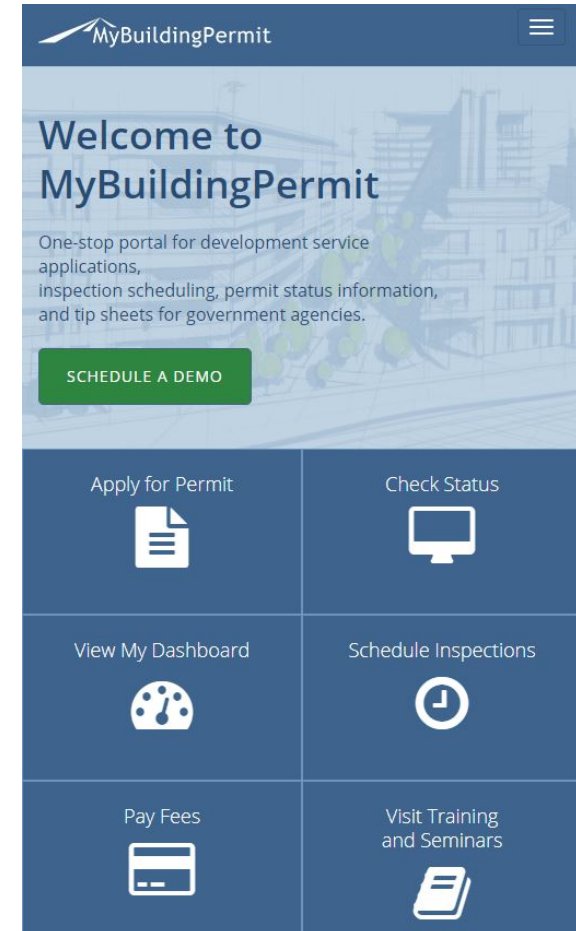 MyBuildingPermit
Welcome to
MyBuildingPermit
One-stop portal for development service
applications,
inspection scheduling, permit status information,
and tip sheets for government agencies.
SCHEDULE A DEMO
Apply for Permit
Check Status
View My Dashboard
Schedule Inspections
Pay Fees
Visit Training
and Seminars